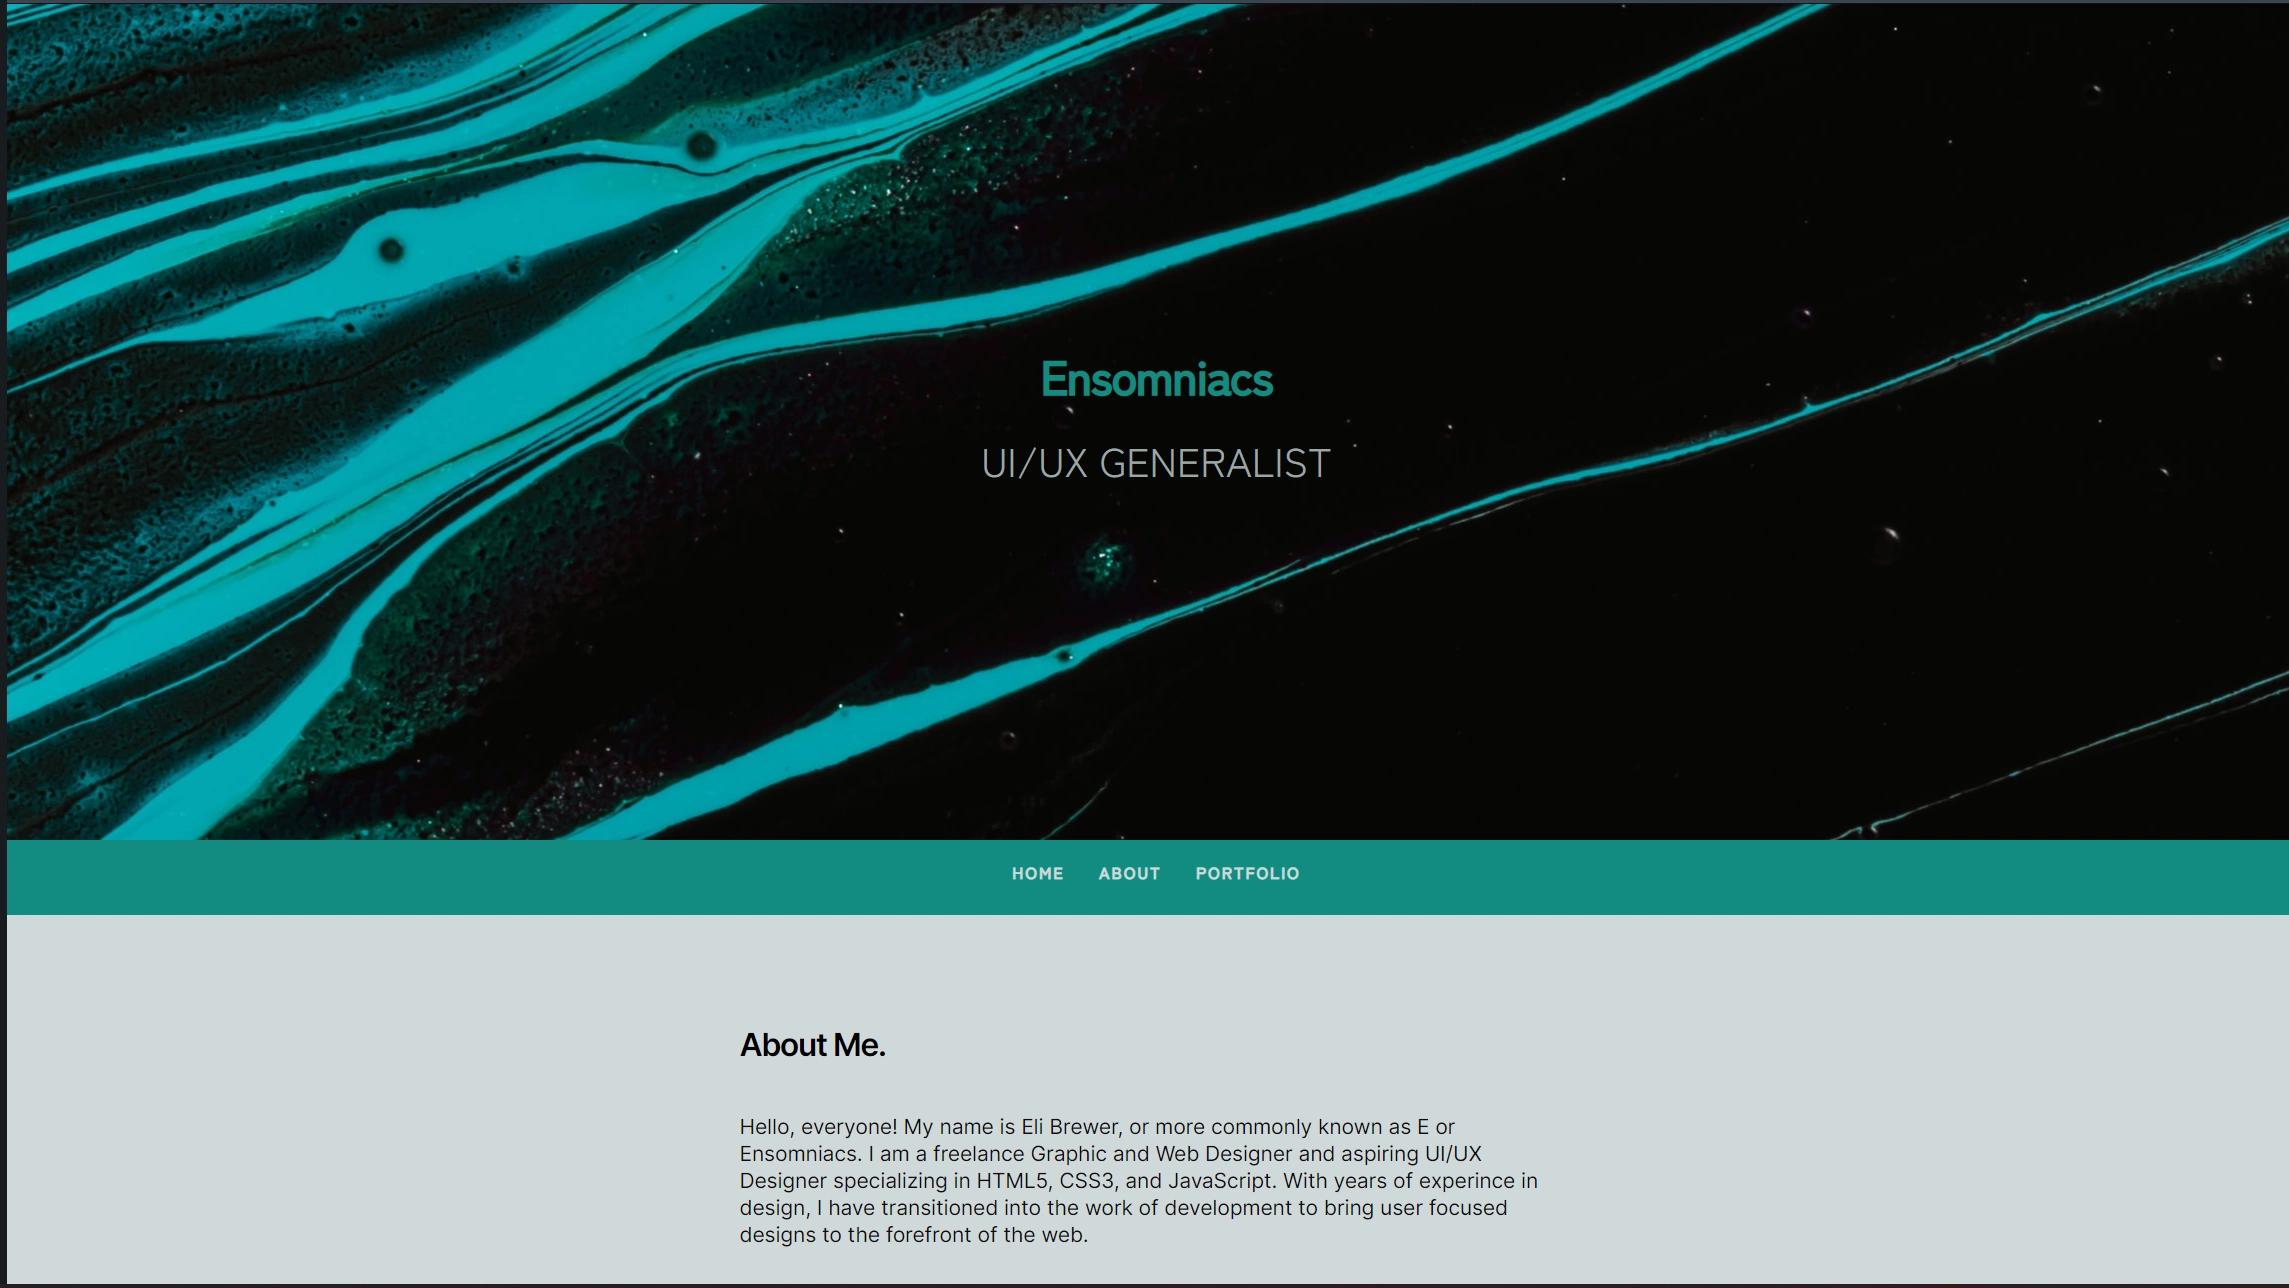 Ensomniacs
UI/UX GENERALIST
HOME ABOUT PORTFOLIO
About Me.
Hello, everyone! My name is Eli Brewer, or more commonly known as E or
Ensomniacs. I am a freelance Graphic and Web Designer and aspiring UI/UX
Designer specializing in HTML5, CSS3, and JavaScript. With years of experince in
design, I have transitioned into the work of development to bring user focused
designs to the forefront of the web.